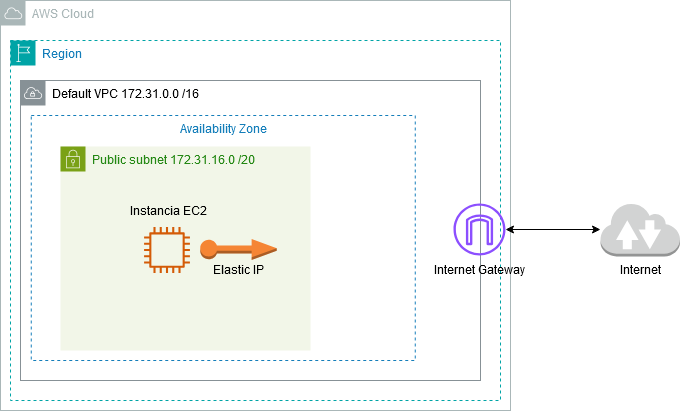 AWS Cloud
Region
Default VPC 172.31.0.0 /16
Availability Zone
Public subnet 172.31.16.0 /20
Instancia EC2
Elastic IP
Internet Gateway
Internet